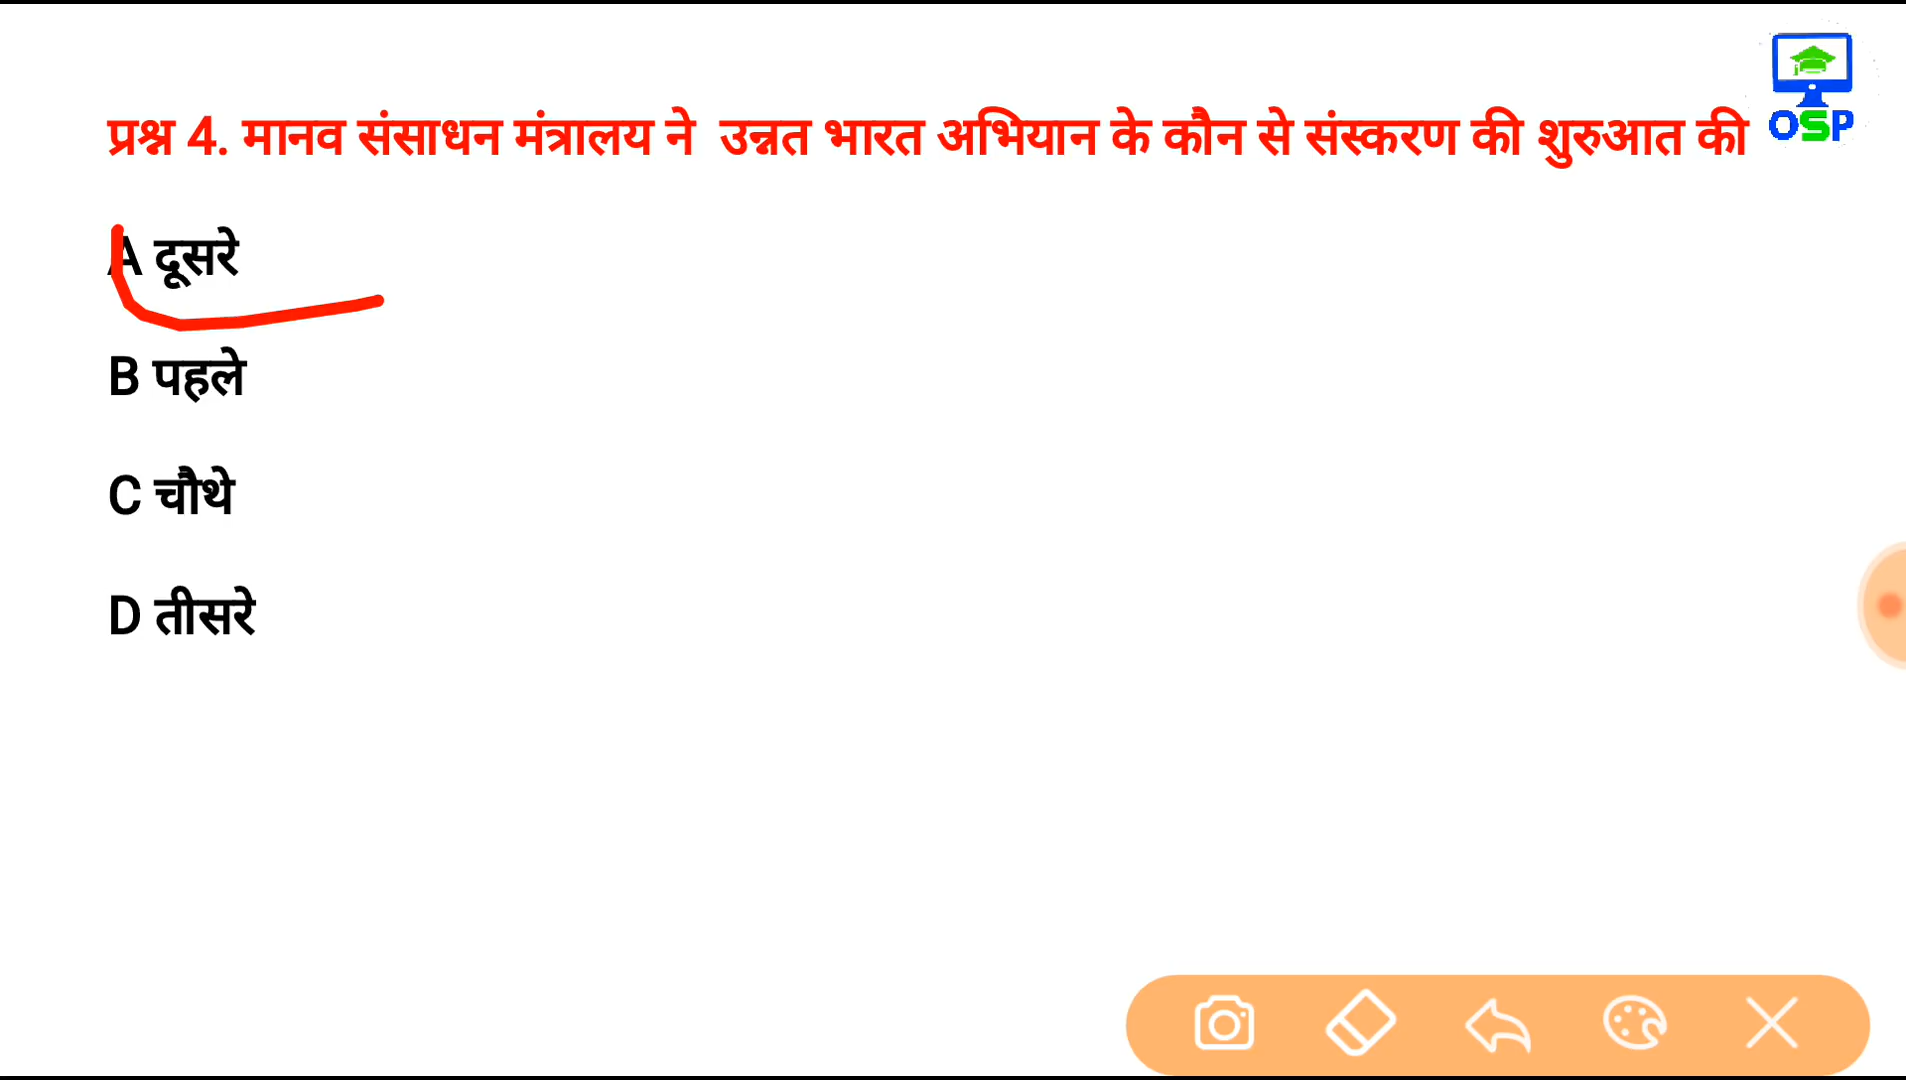 प्रश्न 4. मानव संसाधन मंत्रालय ने उन्नत भारत अभियान के कौन से संस्करण की शुरुआत की
OSP
A दूसरे
B पहले
C चौथे
D तीसरे